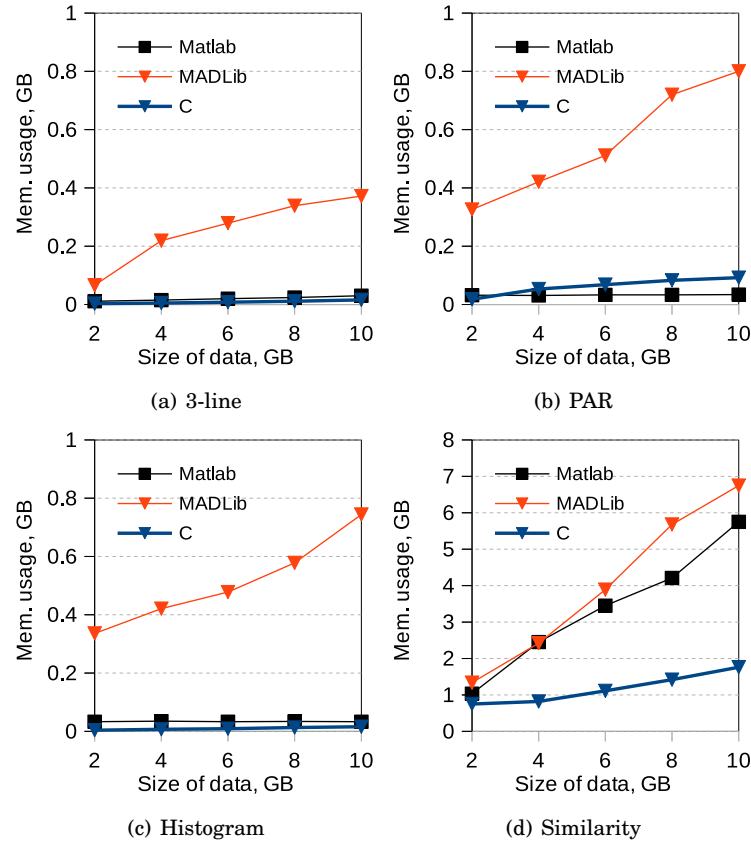 1
0.8
0.6
0.4
0.2
0
Mem. usage, GB
Matlab
MADLib
C
2 4 6 8 10
Size of data, GB
(a) 3-line
1
0.8
0.6
0.4
0.2
0
Mem. usage, GB
Matlab
MADLib
C
2 4 6 8 10
Size of data, GB
(b) PAR
1
0.8
0.6
0.4
0.2
0
Mem. usage, GB
Matlab
MADLib
C
2 4 6 8 10
Size of data, GB
(c) Histogram
8
7
6
5
4
3
2
1
0
Mem. usage, GB
Matlab
MADLib
C
2 4 6 8 10
Size of data, GB
(d) Similarity